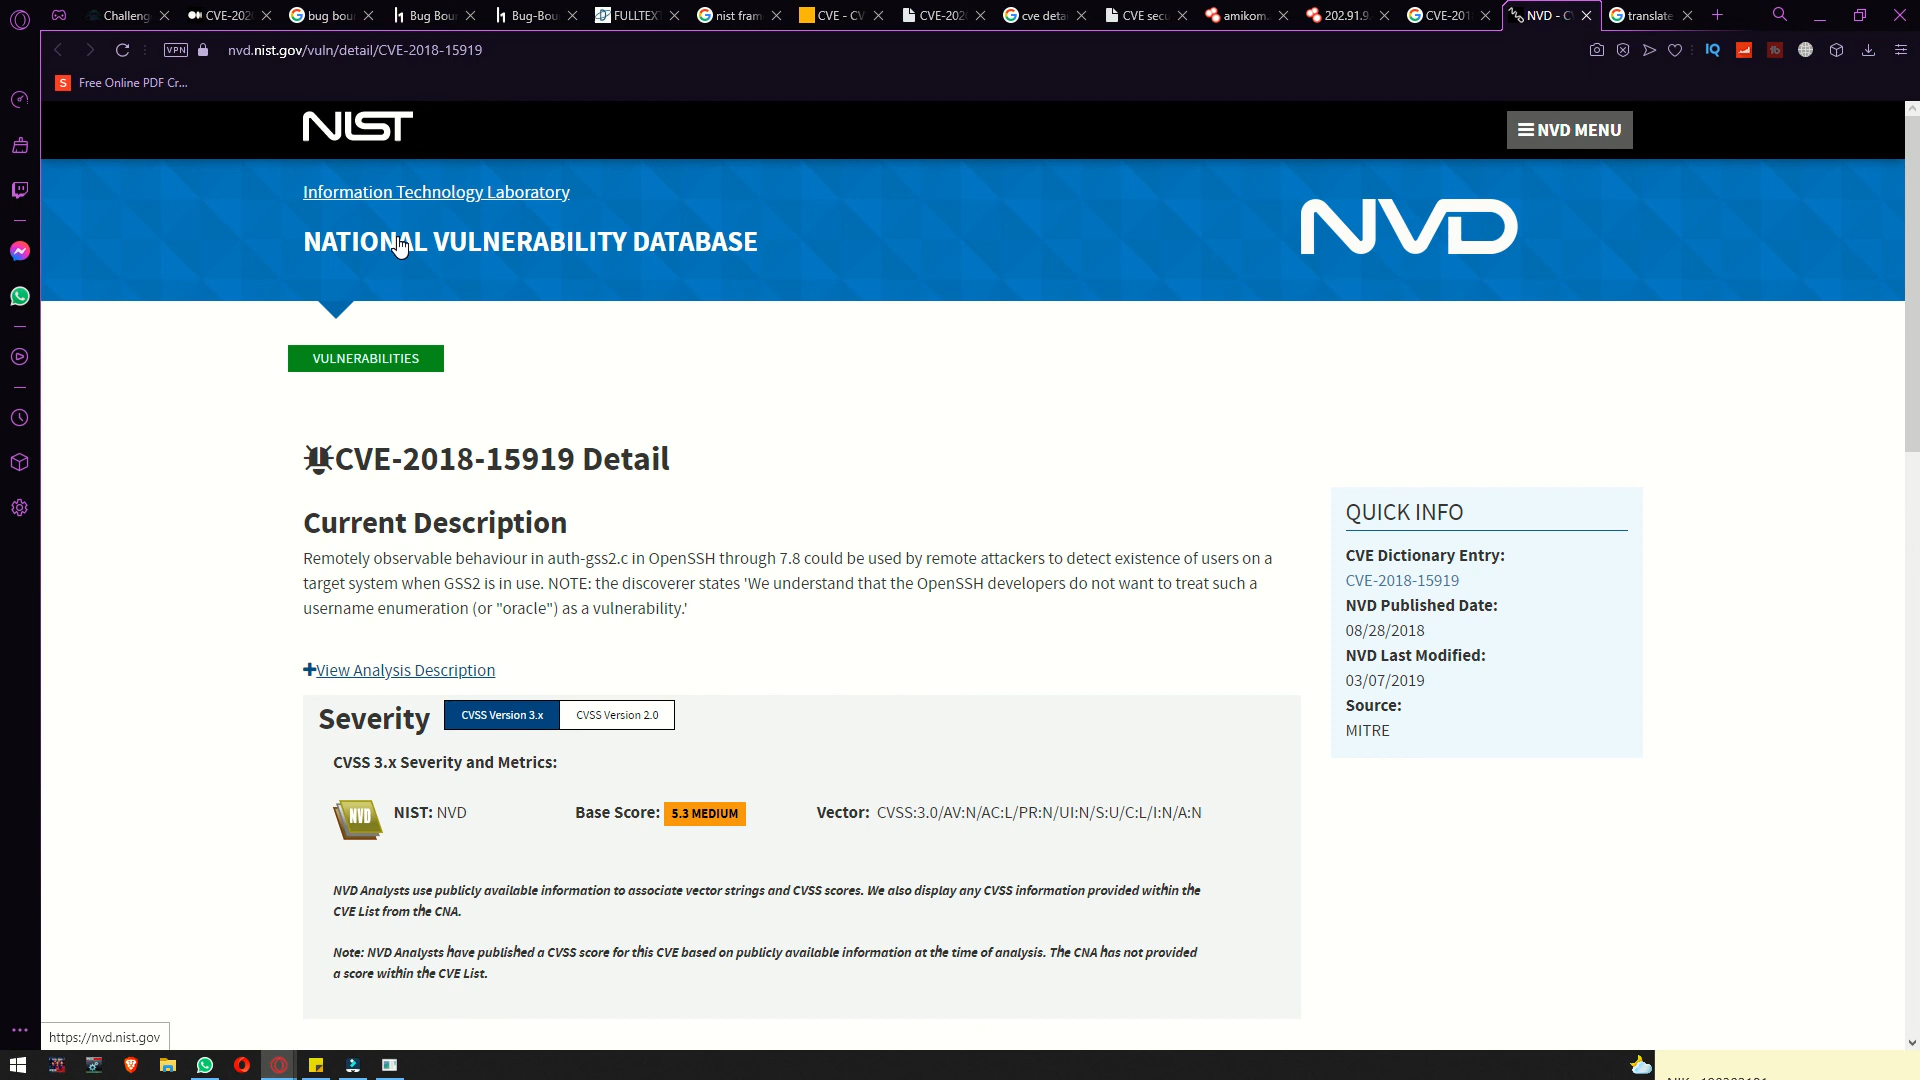 Challeng
CVE-202
bug bou
Bug Bou
Bug-Bou
FULLTEXT
nist fram
CVE - CV
CVE-202
cve deta
CVE secu
amikom.
202.91.9.
CVE-201
NVD - C
translate
VPN
nvd.nist.gov/vuln/detail/CVE-2018-15919
IQ
S Free Online PDF Cr...
NIST
NVD MENU
Information Technology Laboratory
NATIONAL VULNERABILITY DATABASE
NVD
VULNERABILITIES
CVE-2018-15919 Detail
Current Description
Remotely observable behaviour in auth-gss2.c in OpenSSH through 7.8 could be used by remote attackers to detect existence of users on a
target system when GSS2 is in use. NOTE: the discoverer states 'We understand that the OpenSSH developers do not want to treat such a
username enumeration (or "oracle") as a vulnerability.'
View Analysis Description
QUICK INFO
CVE Dictionary Entry:
CVE-2018-15919
NVD Published Date:
08/28/2018
NVD Last Modified:
03/07/2019
Source:
MITRE
Severity
CVSS Version 3.x
CVSS Version 2.0
CVSS 3.x Severity and Metrics:
NVD
NIST: NVD
Base Score: 5.3 MEDIUM
Vector: CVSS:3.0/AV:N/AC:L/PR:N/UI:N/S:U/C:L/I:N/A:N
NVD Analysts use publicly available information to associate vector strings and CVSS scores. We also display any CVSS information provided within the
CVE List from the CNA.
Note: NVD Analysts have published a CVSS score for this CVE based on publicly available information at the time of analysis. The CNA has not provided
a score within the CVE List.
https://nvd.nist.gov